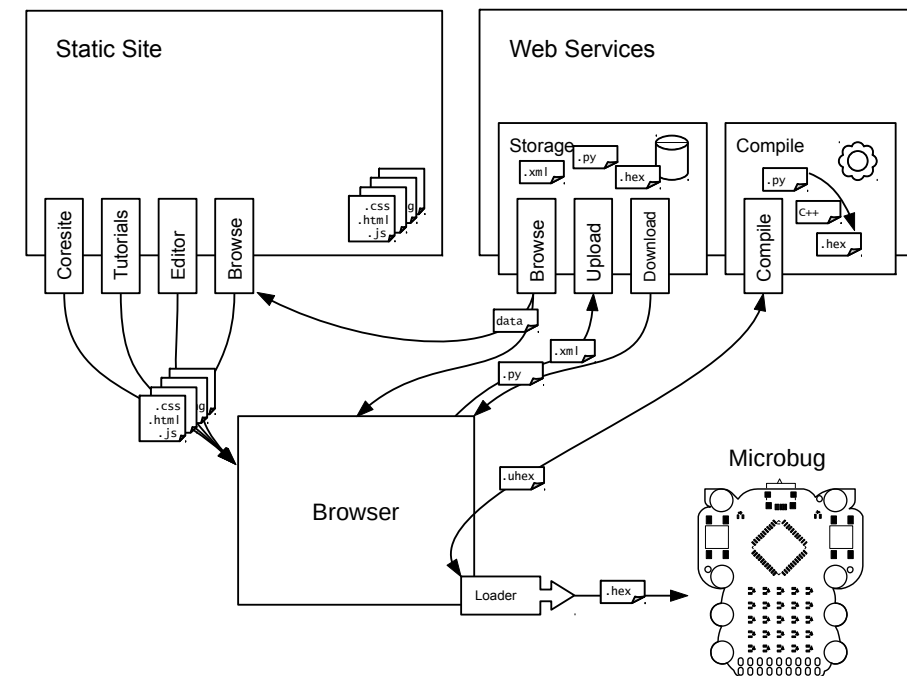 Static Site
Web Services
Storage
.xml
.py
.hex
Compile
.py
C++
.hex
.css
g
.html
.js
Coresite
Tutorials
Editor
Browse
Browse
Upload
Download
Compile
data
.xml
.py
.css
g
.html
.js
Browser
.uhex
Loader
.hex
Microbug